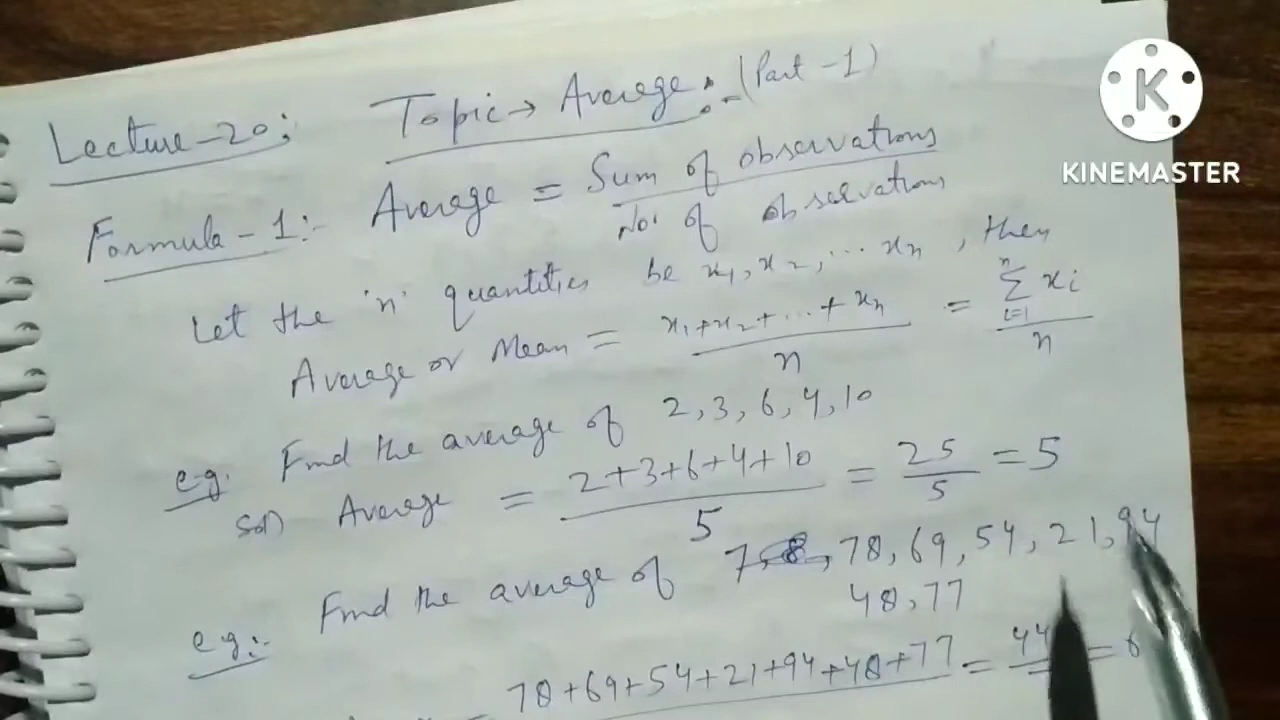 Lecture-20: Topic→ Average:- (Part-1)
K
KINEMASTER
Formula-1:- Average = Sum of observations / No. of observations
Let the 'n' quantities be x₁, x₂, ... xₙ, then
Average or Mean = x₁+x₂+...+xₙ / n = Σ xᵢ / n
n
i=1
e.g. Find the average of 2,3,6,4,10
Sol) Average = 2+3+6+4+10 / 5 = 25 / 5 = 5
e.g:- Find the average of 78, 69, 54, 21, 94
48, 77
78+69+54+21+94+48+77 = 44 = 6